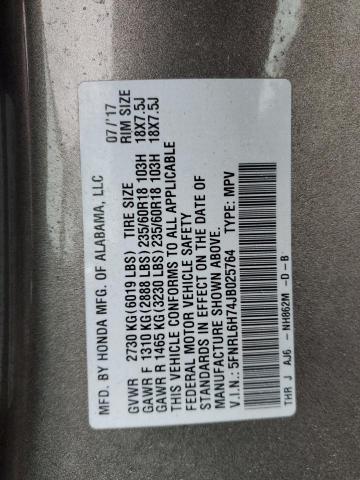 MFD. BY HONDA MFG. OF ALABAMA, LLC 07/'17
GVWR 2730 KG(6019 LBS) TIRE SIZE RIM SIZE
GAWR F 1310 KG(2888 LBS)235/60R18 103H 18X7.5J
GAWR R 1465 KG(3230 LBS)235/60R18 103H 18X7.5J
THIS VEHICLE CONFORMS TO ALL APPLICABLE
FEDERAL MOTOR VEHICLE SAFETY
STANDARDS IN EFFECT ON THE DATE OF
MANUFACTURE SHOWN ABOVE.
V.I.N.: 5FNRL6H74JB025764 TYPE: MPV
THR J AJ6 - NH862M -D-B